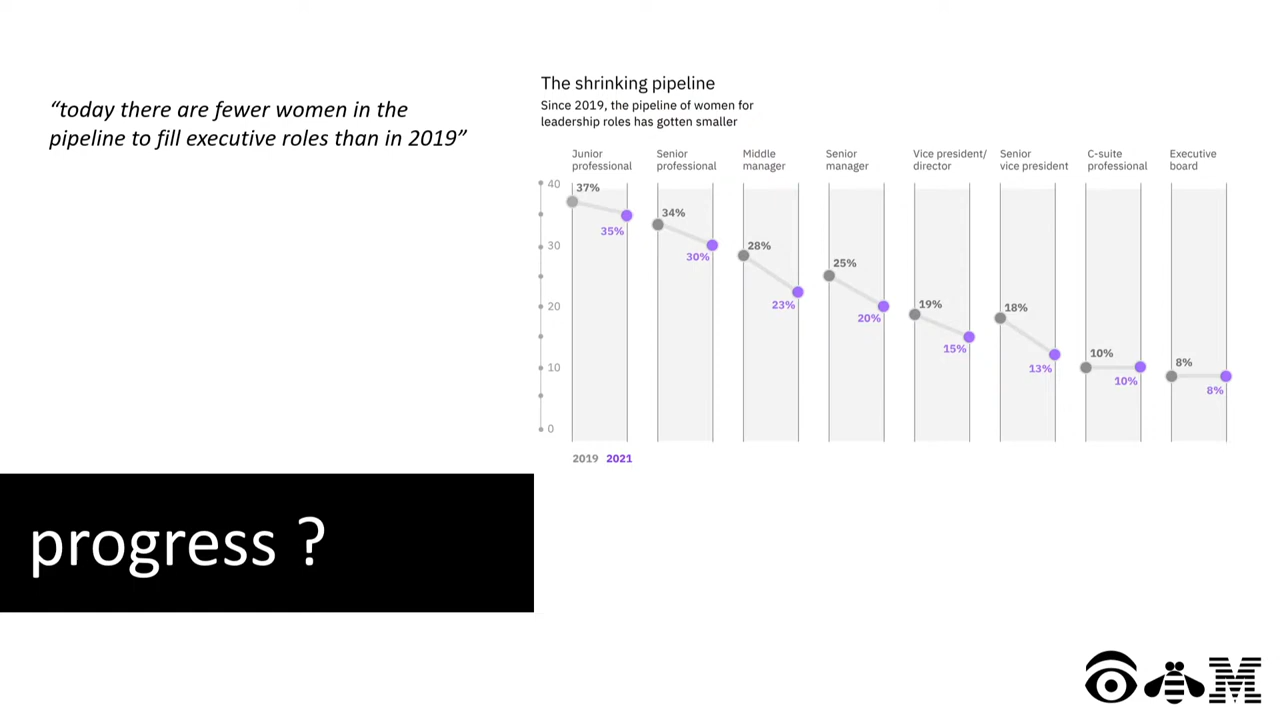 “today there are fewer women in the
pipeline to fill executive roles than in 2019”
The shrinking pipeline
Since 2019, the pipeline of women for
leadership roles has gotten smaller
Junior professional
Senior professional
Middle manager
Senior manager
Vice president/ director
Senior vice president
C-suite professional
Executive board
40
30
20
10
0
37%
35%
34%
30%
28%
23%
25%
20%
19%
15%
18%
13%
10%
10%
8%
8%
2019 2021
progress ?
M